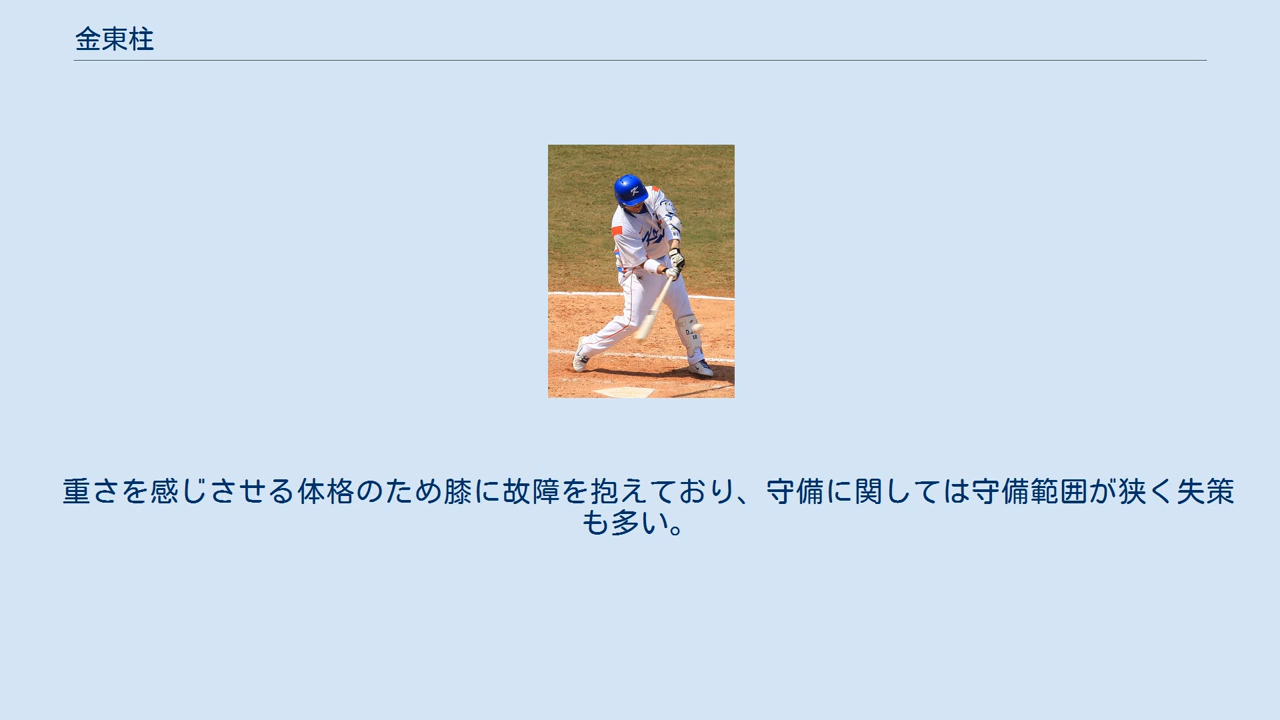 金東柱
重さを感じさせる体格のため膝に故障を抱えており、守備に関しては守備範囲が狭く失策
も多い。